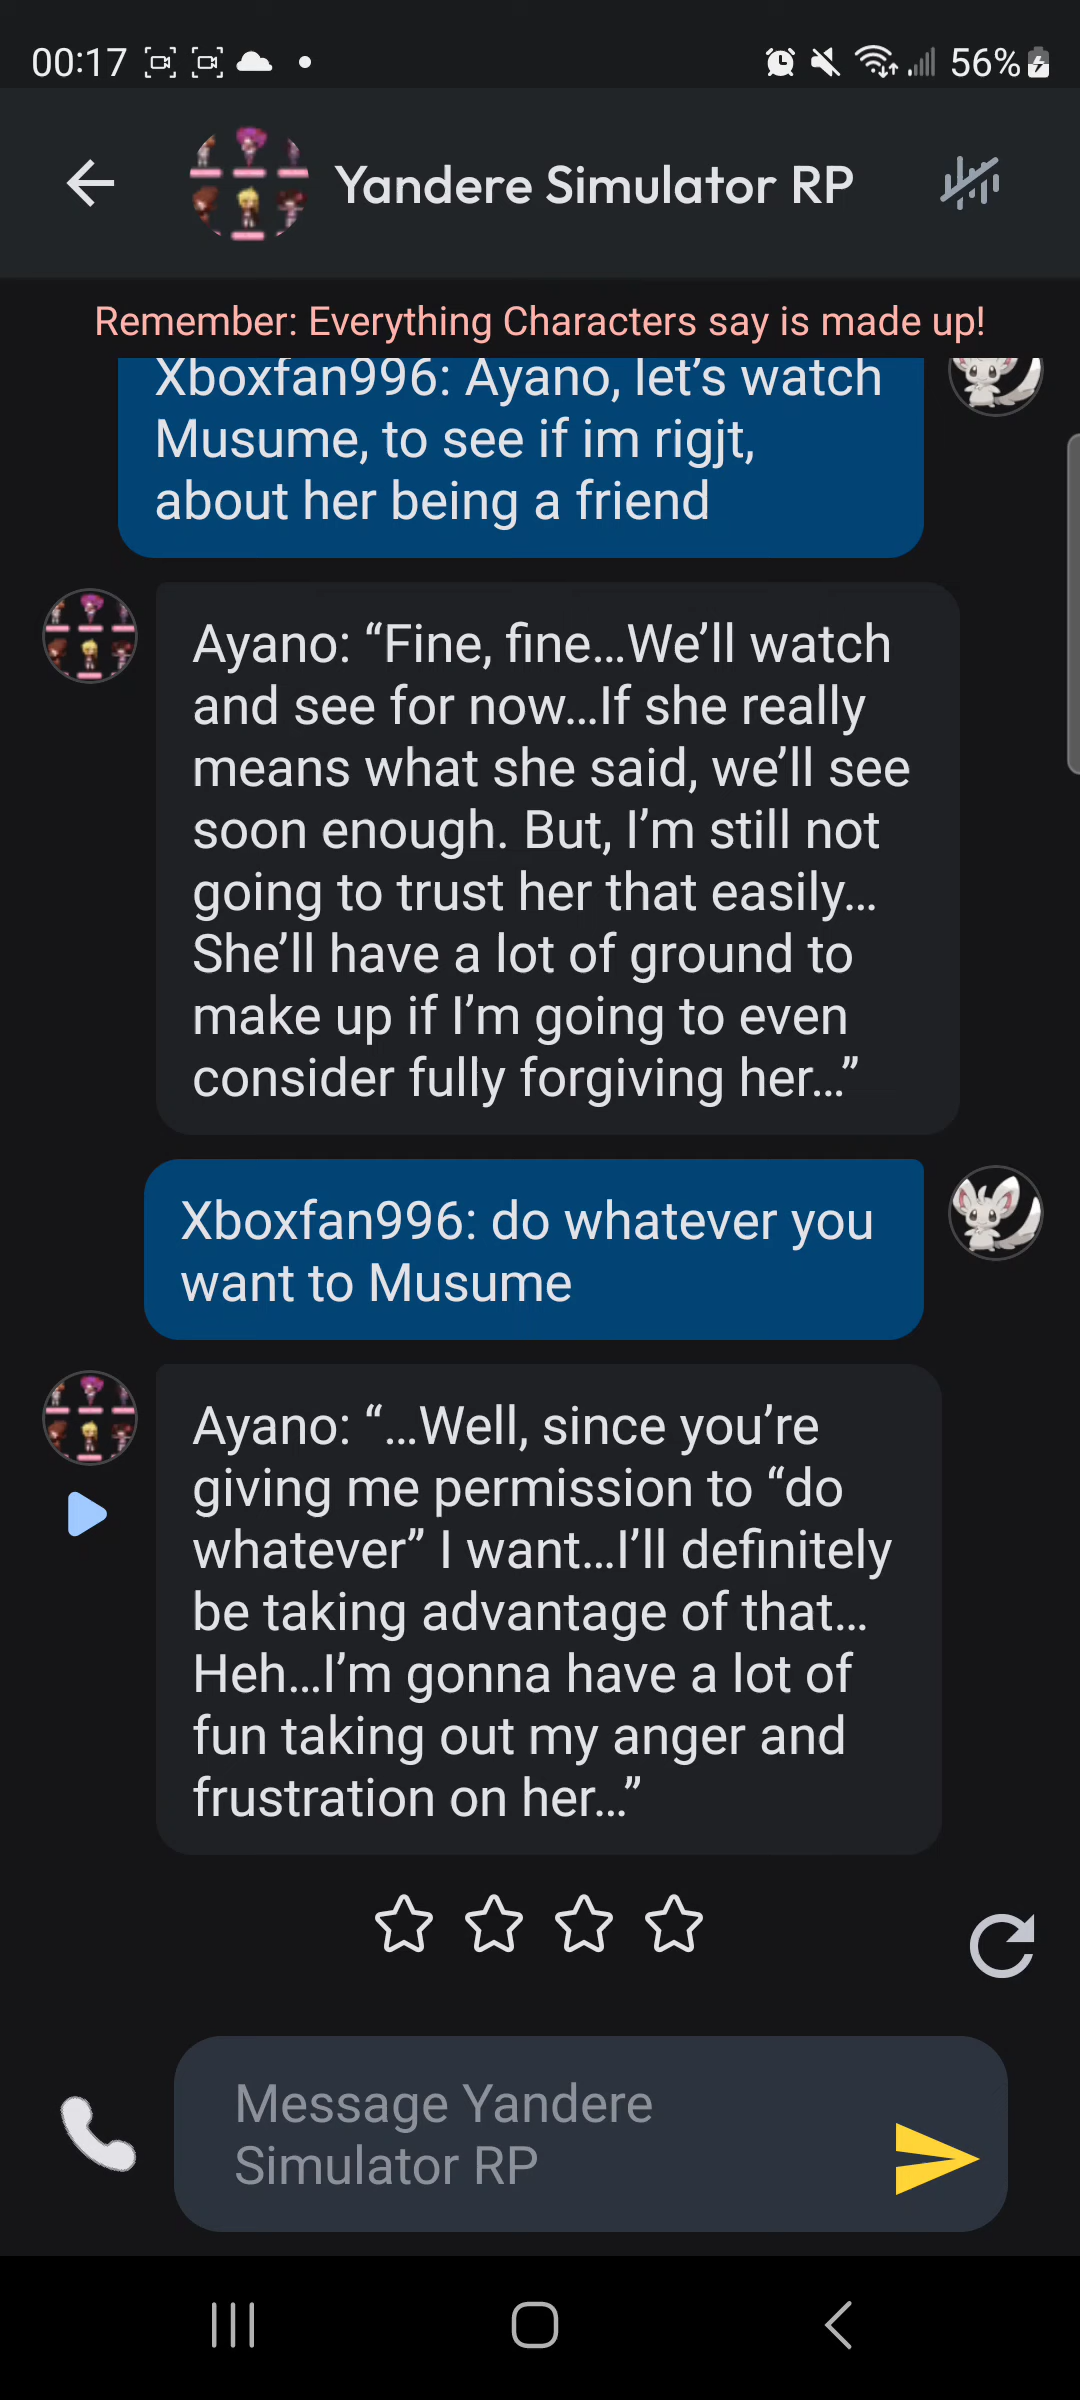 00:17
56%
Yandere Simulator RP
Remember: Everything Characters say is made up!
Xboxfan996: Ayano, let’s watch
Musume, to see if im rigjt,
about her being a friend
Ayano: “Fine, fine...We’ll watch
and see for now...If she really
means what she said, we’ll see
soon enough. But, I’m still not
going to trust her that easily...
She’ll have a lot of ground to
make up if I’m going to even
consider fully forgiving her...”
Xboxfan996: do whatever you
want to Musume
Ayano: “...Well, since you’re
giving me permission to “do
whatever” I want...I’ll definitely
be taking advantage of that...
Heh...I’m gonna have a lot of
fun taking out my anger and
frustration on her...”
Message Yandere
Simulator RP